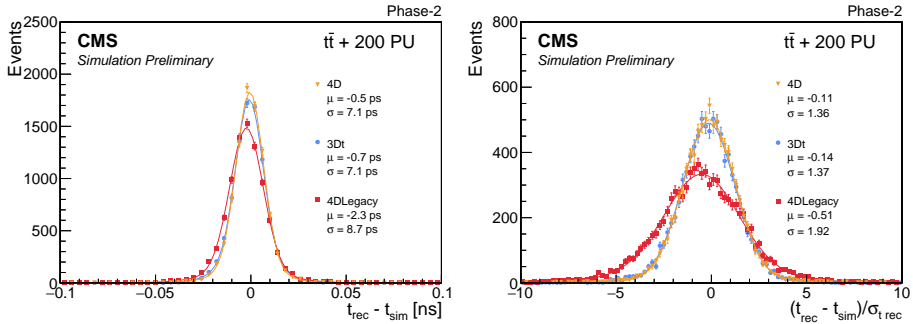 Phase-2
Events
2500
2000
1500
1000
500
0
CMS
Simulation Preliminary
tt̄ + 200 PU
4D
μ = -0.5 ps
σ = 7.1 ps
3Dt
μ = -0.7 ps
σ = 7.1 ps
4DLegacy
μ = -2.3 ps
σ = 8.7 ps
−0.1 −0.05 0 0.05 0.1
t_rec - t_sim [ns]
Phase-2
Events
800
600
400
200
0
CMS
Simulation Preliminary
tt̄ + 200 PU
4D
μ = -0.11
σ = 1.36
3Dt
μ = -0.14
σ = 1.37
4DLegacy
μ = -0.51
σ = 1.92
−10 −5 0 5 10
(t_rec - t_sim)/σ_t rec